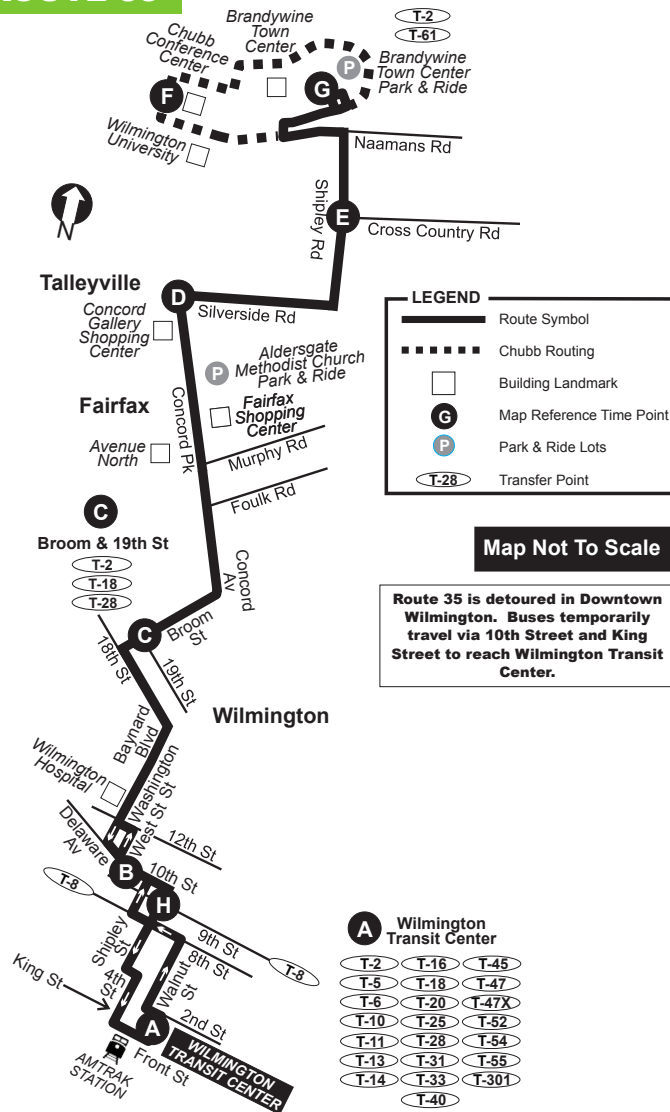 T-2
T-61
Brandywine
Town
Center
Chubb
Conference
Center
P
Brandywine
Town Center
Park & Ride
F
G
Wilmington
University
Naamans Rd
Shipley Rd
E
Cross Country Rd
N
Talleyville
D
Silverside Rd
Concord
Gallery
Shopping
Center
LEGEND
Route Symbol
Chubb Routing
Building Landmark
G
Map Reference Time Point
P
Park & Ride Lots
T-28
Transfer Point
Aldersgate
Methodist Church
Park & Ride
P
Fairfax
Fairfax
Shopping
Center
Concord Pk
Avenue
North
Murphy Rd
Foulk Rd
C
Broom & 19th St
T-2
T-18
T-28
Map Not To Scale
Concord
Av
Route 35 is detoured in Downtown
Wilmington. Buses temporarily
travel via 10th Street and King
Street to reach Wilmington Transit
Center.
C
Broom
St
18th St
19th St
Wilmington
Baynard
Blvd
Wilmington
Hospital
Washington
St
West St
12th St
Delaware
Av
B
10th St
T-8
H
9th St
T-8
8th St
Shipley
St
4th
St
King St
Walnut
St
2nd St
A
Front St
AMTRAK
STATION
WILMINGTON
TRANSIT CENTER
A
Wilmington
Transit Center
T-2 T-16 T-45
T-5 T-18 T-47
T-6 T-20 T-47X
T-10 T-25 T-52
T-11 T-28 T-54
T-13 T-31 T-55
T-14 T-33 T-301
T-40